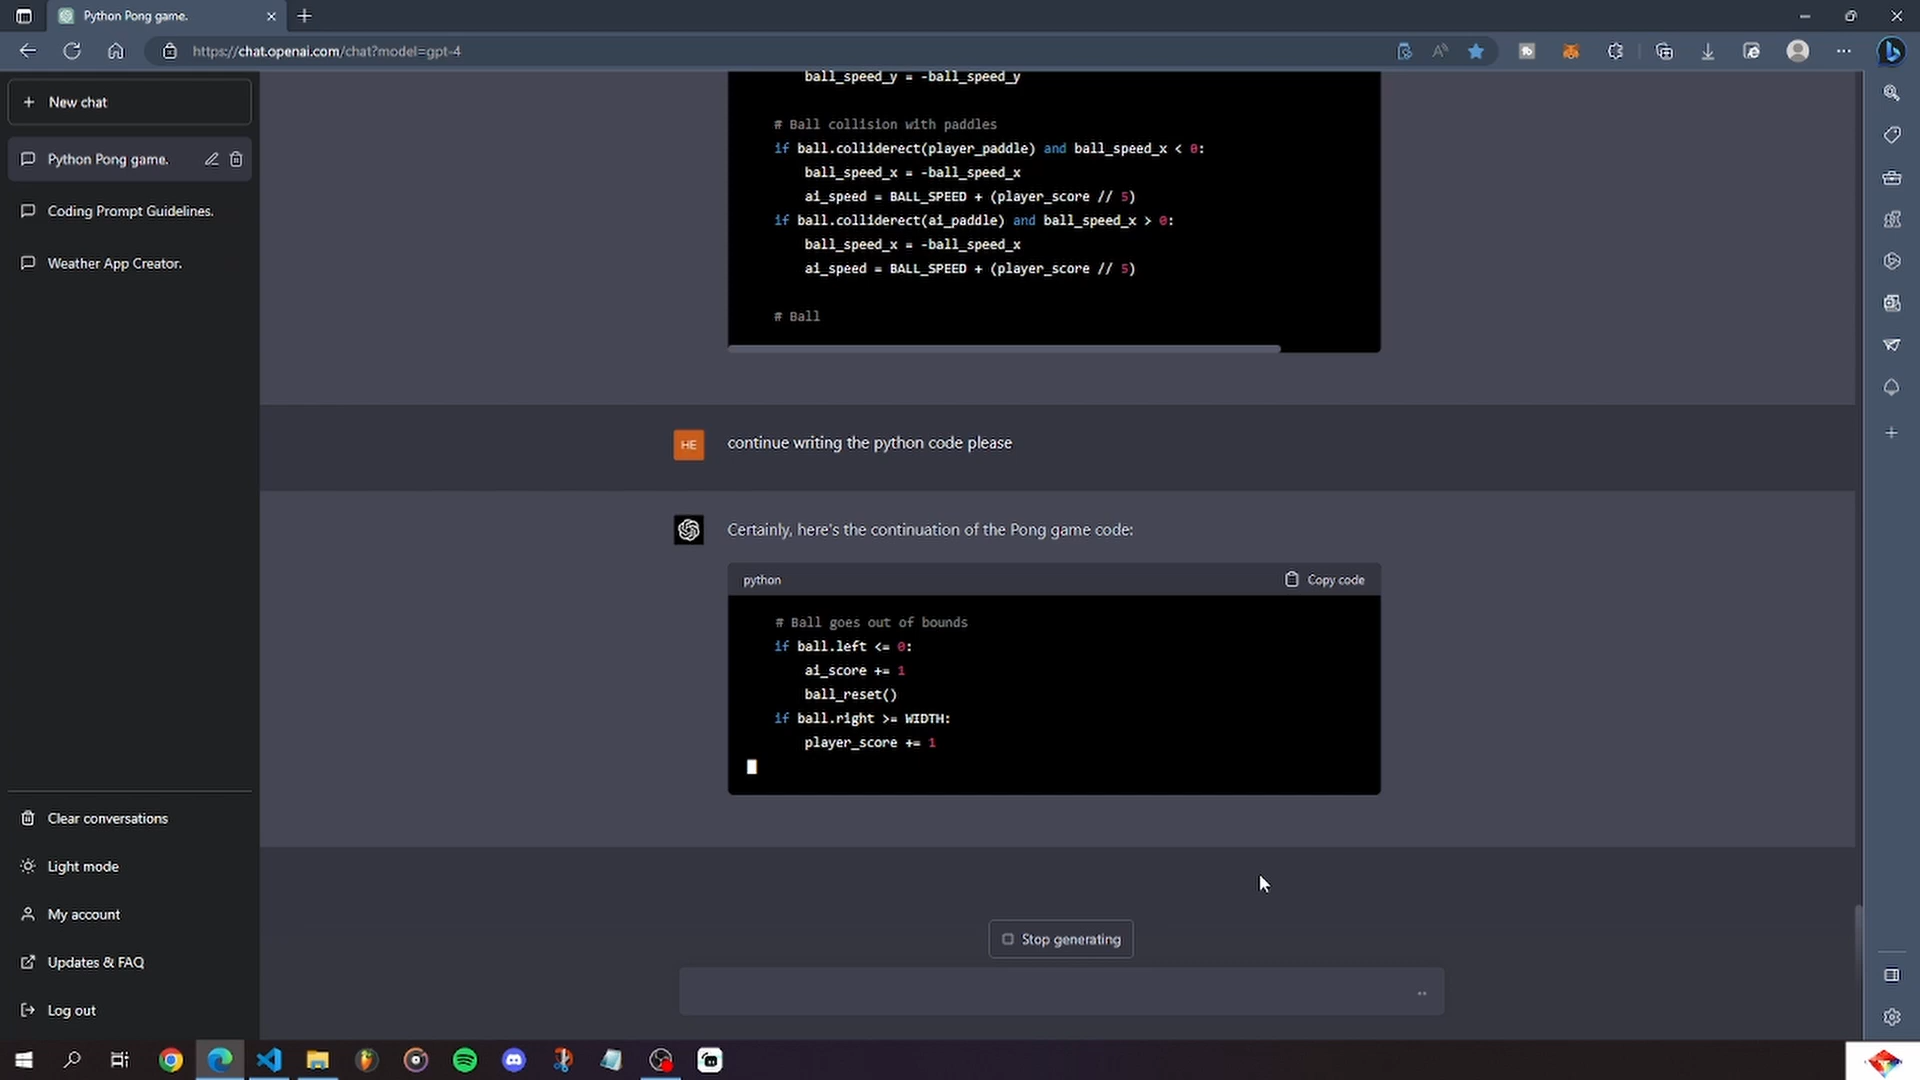 Python Pong game.
https://chat.openai.com/chat?model=gpt-4
New chat
Python Pong game.
Coding Prompt Guidelines.
Weather App Creator.
ball_speed_y = -ball_speed_y
# Ball collision with paddles
if ball.colliderect(player_paddle) and ball_speed_x < 0:
ball_speed_x = -ball_speed_x
ai_speed = BALL_SPEED + (player_score // 5)
if ball.colliderect(ai_paddle) and ball_speed_x > 0:
ball_speed_x = -ball_speed_x
ai_speed = BALL_SPEED + (player_score // 5)
# Ball
HE
continue writing the python code please
Certainly, here's the continuation of the Pong game code:
python
Copy code
# Ball goes out of bounds
if ball.left <= 0:
ai_score += 1
ball_reset()
if ball.right >= WIDTH:
player_score += 1
Stop generating
Clear conversations
Light mode
My account
Updates & FAQ
Log out